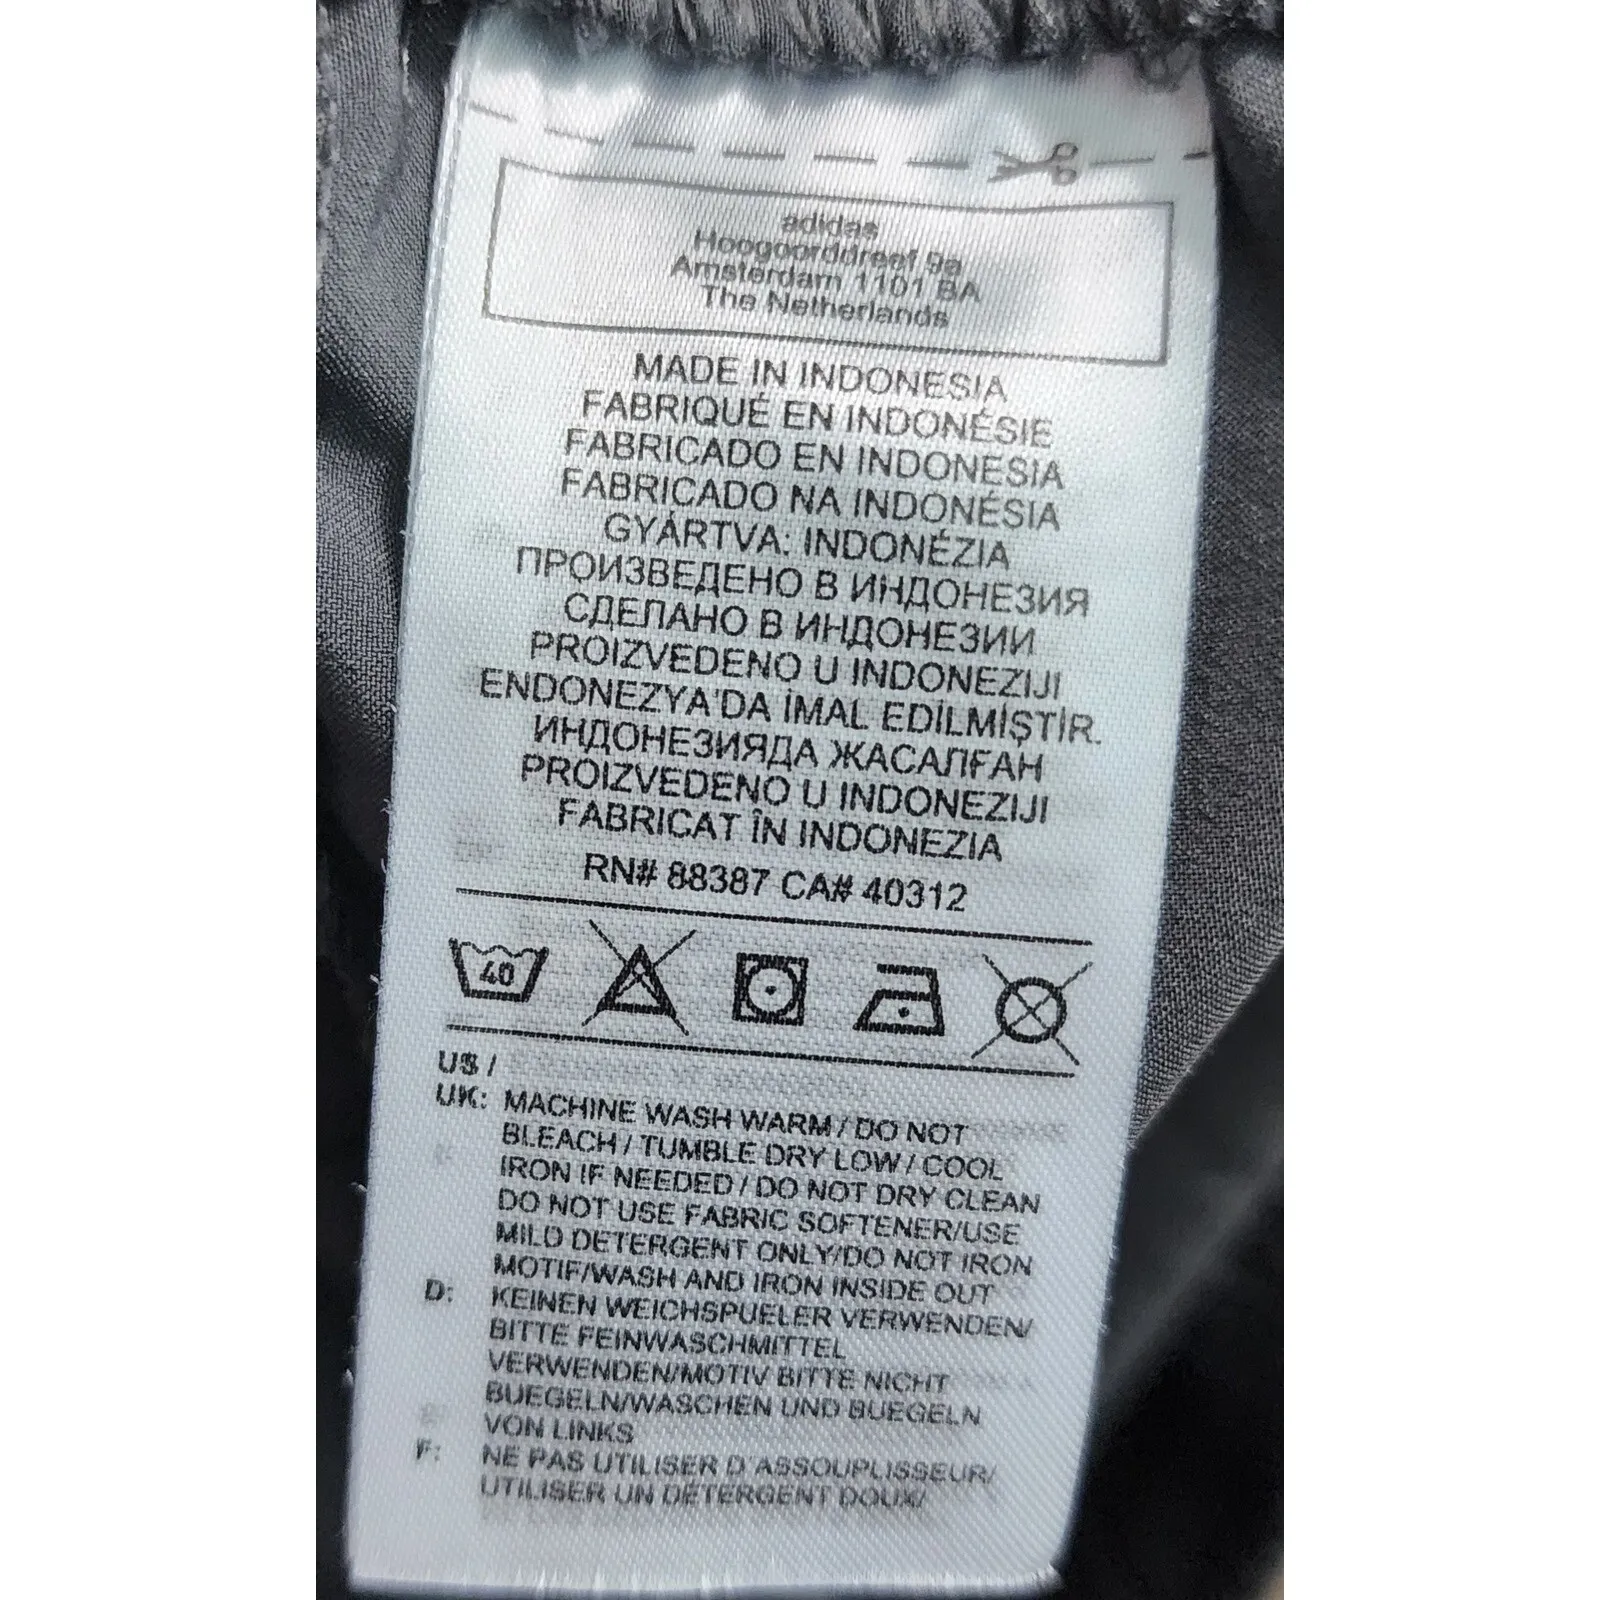 adidas
Hoogoorddreef 9a
Amsterdam 1101 BA
The Netherlands
MADE IN INDONESIA
FABRIQUÉ EN INDONÉSIE
FABRICADO EN INDONESIA
FABRICADO NA INDONÉSIA
GYÁRTVA: INDONÉZIA
ПРОИЗВЕДЕНО В ИНДОНЕЗИЯ
СДЕЛАНО В ИНДОНЕЗИИ
PROIZVEDENO U INDONEZIJI
ENDONEZYA'DA İMAL EDİLMİŞTİR.
ИНДОНЕЗИЯДА ЖАСАЛҒАН
PROIZVEDENO U INDONEZIJI
FABRICAT ÎN INDONEZIA
RN# 88387 CA# 40312
40
US /
UK: MACHINE WASH WARM / DO NOT
BLEACH / TUMBLE DRY LOW / COOL
IRON IF NEEDED / DO NOT DRY CLEAN
DO NOT USE FABRIC SOFTENER/USE
MILD DETERGENT ONLY/DO NOT IRON
MOTIF/WASH AND IRON INSIDE OUT
D: KEINEN WEICHSPUELER VERWENDEN/
BITTE FEINWASCHMITTEL
VERWENDEN/MOTIV BITTE NICHT
BUEGELN/WASCHEN UND BUEGELN
VON LINKS
F: NE PAS UTILISER D'ASSOUPLISSEUR/
UTILISER UN DÉTERGENT DOUX/